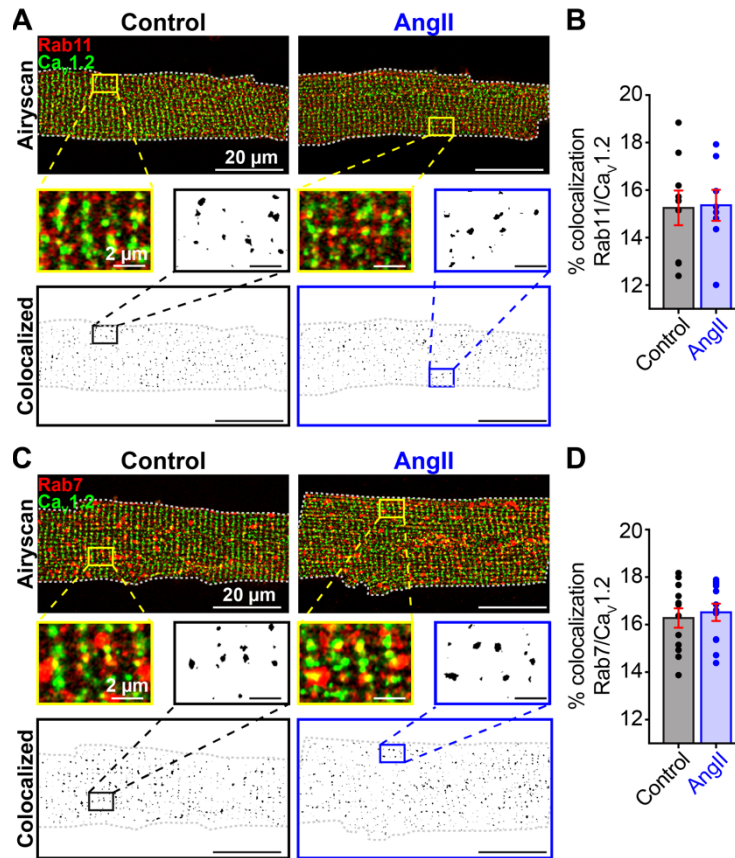 A
Control
AngII
Rab11
Cav1.2
Airyscan
20 µm
2 µm
Colocalized
B
% colocalization
Rab11/Cav1.2
20
18
16
14
12
Control
AngII
C
Control
AngII
Rab7
Cav1.2
Airyscan
20 µm
2 µm
Colocalized
D
% colocalization
Rab7/Cav1.2
20
18
16
14
12
Control
AngII